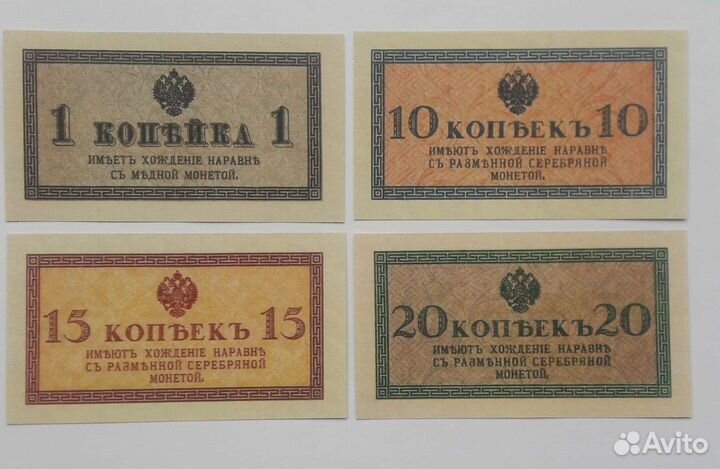 1 КОПѢЙКА 1
ИМѢЕТЪ ХОЖДЕНІЕ НАРАВНѢ
СЪ МѢДНОЙ МОНЕТОЙ.
10 КОПѢЕКЪ 10
ИМѢЮТЪ ХОЖДЕНІЕ НАРАВНѢ
СЪ РАЗМѢННОЙ СЕРЕБРЯНОЙ
МОНЕТОЙ.
15 КОПѢЕКЪ 15
ИМѢЮТЪ ХОЖДЕНІЕ НАРАВНѢ
СЪ РАЗМѢННОЙ СЕРЕБРЯНОЙ
МОНЕТОЙ.
20 КОПѢЕКЪ 20
ИМѢЮТЪ ХОЖДЕНІЕ НАРАВНѢ
СЪ РАЗМѢННОЙ СЕРЕБРЯНОЙ
МОНЕТОЙ.
Avito